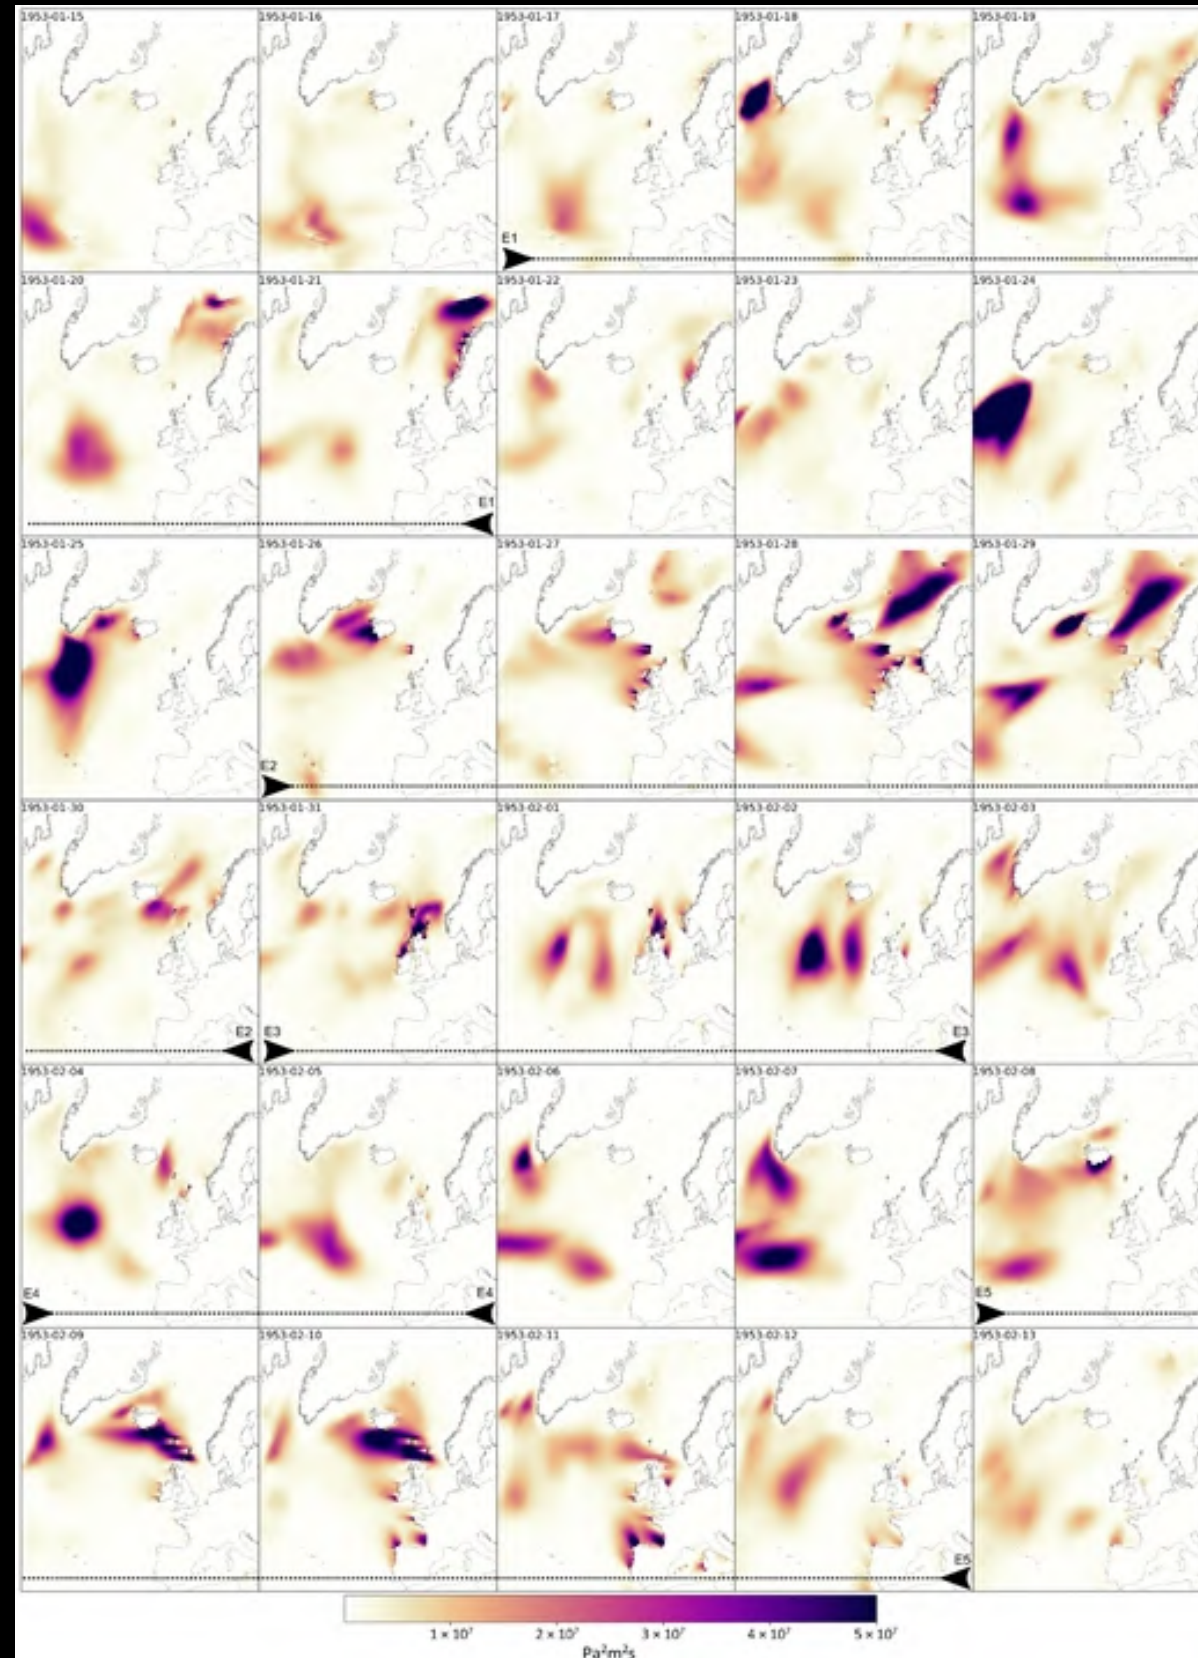 1953-01-15 1953-01-16 1953-01-17 1953-01-18 1953-01-19
E1
1953-01-20 1953-01-21 1953-01-22 1953-01-23 1953-01-24
E1
1953-01-25 1953-01-26 1953-01-27 1953-01-28 1953-01-29
E2
1953-01-30 1953-01-31 1953-02-01 1953-02-02 1953-02-03
E2 E3 E3
1953-02-04 1953-02-05 1953-02-06 1953-02-07 1953-02-08
E4 E4 E5
1953-02-09 1953-02-10 1953-02-11 1953-02-12 1953-02-13
E5
1 × 10⁷ 2 × 10⁷ 3 × 10⁷ 4 × 10⁷ 5 × 10⁷
Pa²m²s